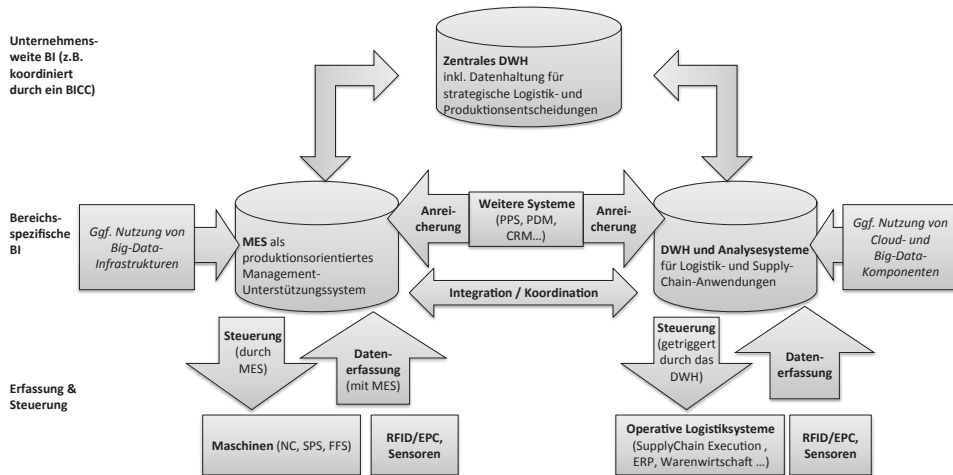 Unternehmens-
weite BI (z.B.
koordiniert
durch ein BICC)
Zentrales DWH
inkl. Datenhaltung für
strategische Logistik- und
Produktionsentscheidungen
Bereichs-
spezifische
BI
Ggf. Nutzung von
Big-Data-
Infrastrukturen
MES als
produktionsorientiertes
Management-
Unterstützungssystem
Anrei-
cherung
Weitere Systeme
(PPS, PDM,
CRM...)
Anrei-
cherung
DWH und Analysesysteme
für Logistik- und Supply-
Chain-Anwendungen
Ggf. Nutzung von
Cloud- und
Big-Data-
Komponenten
Integration / Koordination
Steuerung
(durch
MES)
Daten-
erfassung
(mit MES)
Steuerung
(getriggert
durch das
DWH)
Daten-
erfassung
Erfassung &
Steuerung
Maschinen (NC, SPS, FFS)
RFID/EPC,
Sensoren
Operative Logistiksysteme
(SupplyChain Execution ,
ERP, Warenwirtschaft ...)
RFID/EPC,
Sensoren